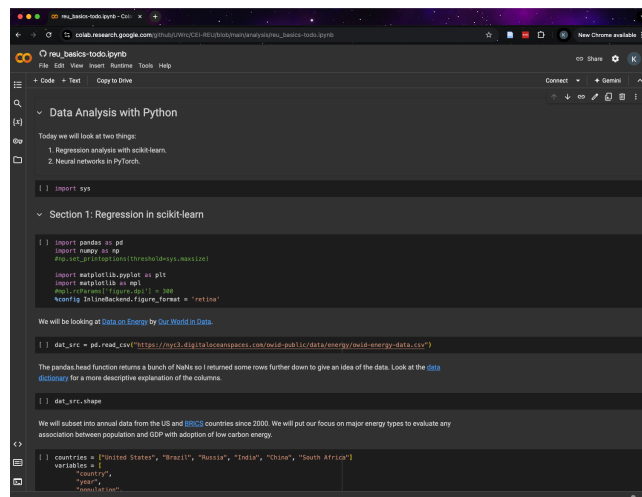 reu_basics-todo.ipynb - Col
colab.research.google.com/github/UWrc/CEI-REU/blob/main/analysis/reu_basics-todo.ipynb
New Chrome available
reu_basics-todo.ipynb
Share
K
File Edit View Insert Runtime Tools Help
+ Code + Text Copy to Drive
Connect
Gemini
Data Analysis with Python
Today we will look at two things:
1. Regression analysis with scikit-learn.
2. Neural networks in PyTorch.
[ ] import sys
Section 1: Regression in scikit-learn
[ ] import pandas as pd
import numpy as np
#np.set_printoptions(threshold=sys.maxsize)
import matplotlib.pyplot as plt
import matplotlib as mpl
#mpl.rcParams['figure.dpi'] = 300
%config InlineBackend.figure_format = 'retina'
We will be looking at Data on Energy by Our World in Data.
[ ] dat_src = pd.read_csv("https://nyc3.digitaloceanspaces.com/owid-public/data/energy/owid-energy-data.csv")
The pandas.head function returns a bunch of NaNs so I returned some rows further down to give an idea of the data. Look at the data
dictionary for a more descriptive explanation of the columns.
[ ] dat_src.shape
We will subset into annual data from the US and BRICS countries since 2000. We will put our focus on major energy types to evaluate any
association between population and GDP with adoption of low carbon energy.
[ ] countries = ["United States", "Brazil", "Russia", "India", "China", "South Africa"]
variables = [
"country",
"year",
"population",